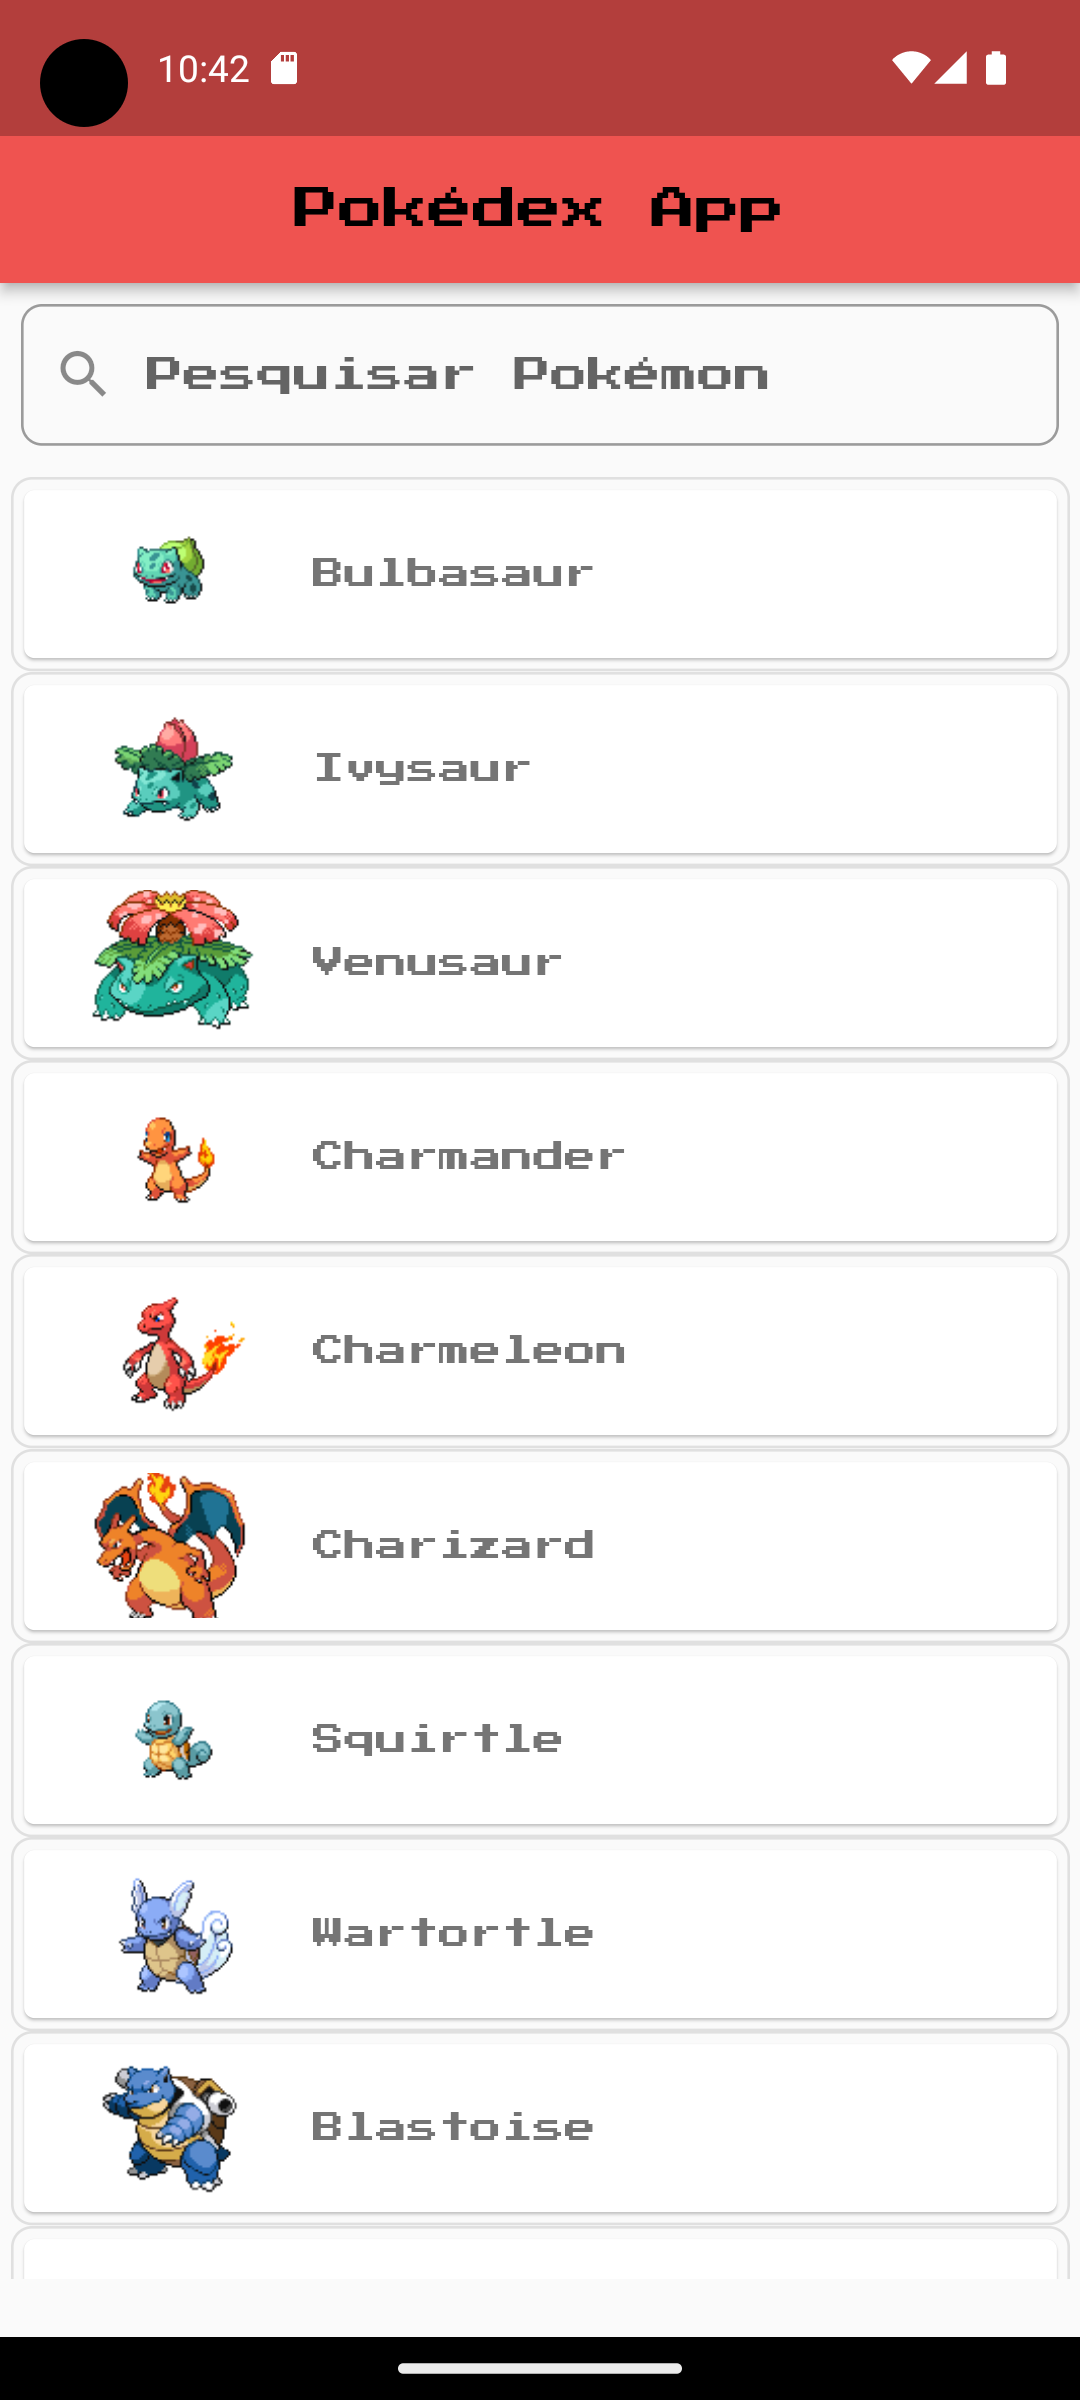 10:42
Pokédex App
Pesquisar Pokémon
Bulbasaur
Ivysaur
Venusaur
Charmander
Charmeleon
Charizard
Squirtle
Wartortle
Blastoise